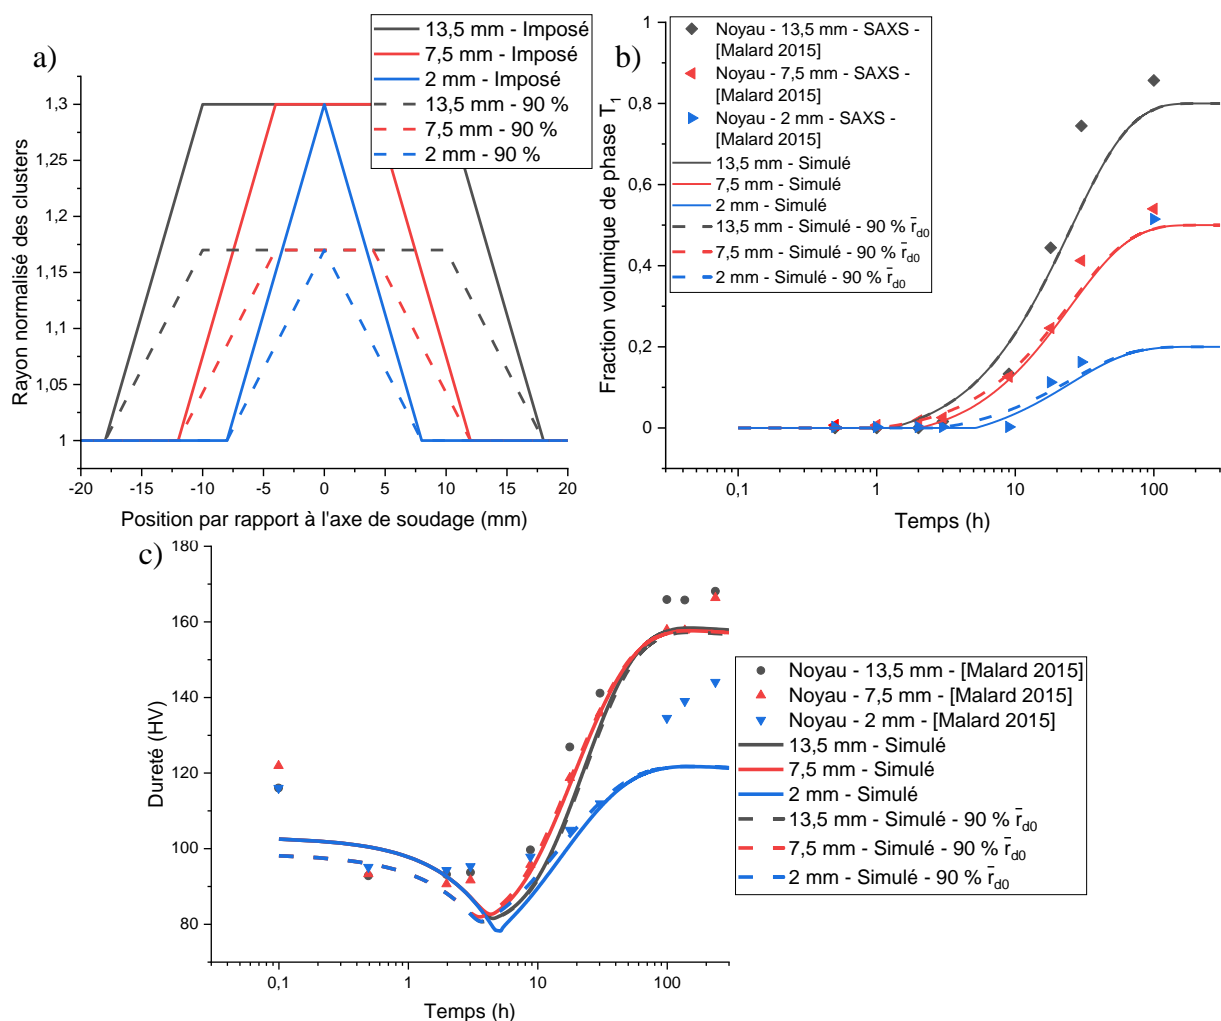 a)
13,5 mm - Imposé
7,5 mm - Imposé
2 mm - Imposé
13,5 mm - 90 %
7,5 mm - 90 %
2 mm - 90 %
Rayon normalisé des clusters
1,3
1,2
1,1
1,05
1
-20
-15
-10
-5
0
5
10
15
20
Position par rapport à l'axe de soudage (mm)
b)
Noyau - 13,5 mm - SAXS -
[Malard 2015]
Noyau - 7,5 mm - SAXS -
[Malard 2015]
Noyau - 2 mm - SAXS -
[Malard 2015]
13,5 mm - Simulé
7,5 mm - Simulé
2 mm - Simulé
13,5 mm - Simulé - 90 % r̄d0
7,5 mm - Simulé - 90 % r̄d0
2 mm - Simulé - 90 % r̄d0
Fraction volumique de phase T1
1
0,8
0,6
0,4
0,2
0
0,1
1
10
100
Temps (h)
c)
Dureté (HV)
180
160
140
120
100
80
0,1
1
10
100
Temps (h)
Noyau - 13,5 mm - [Malard 2015]
Noyau - 7,5 mm - [Malard 2015]
Noyau - 2 mm - [Malard 2015]
13,5 mm - Simulé
7,5 mm - Simulé
2 mm - Simulé
13,5 mm - Simulé - 90 % r̄d0
7,5 mm - Simulé - 90 % r̄d0
2 mm - Simulé - 90 % r̄d0